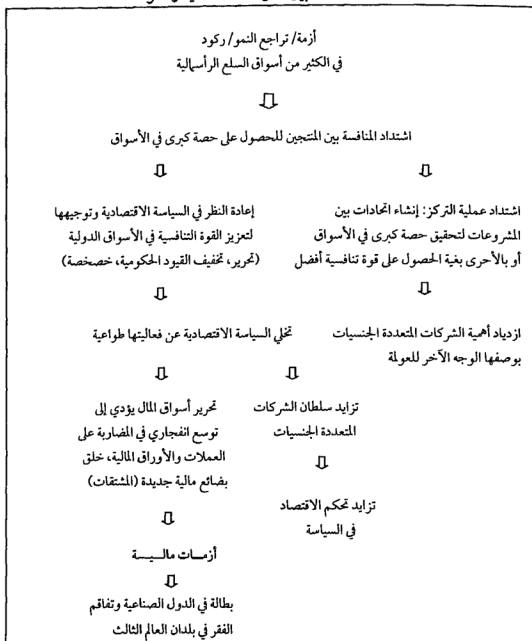 أزمة/ تراجع النمو/ ركود
في الكثير من أسواق السلع الرأسمالية
اشتداد المنافسة بين المنتجين للحصول على حصة كبرى في الأسواق
اشتداد عملية التركز: إنشاء اتحادات بين
المشروعات لتحقيق حصة كبرى في الأسواق
أو بالأحرى بغية الحصول على قوة تنافسية أفضل
إعادة النظر في السياسة الاقتصادية وتوجيهها
لتعزيز القوة التنافسية في الأسواق الدولية
(تحرير، تخفيف القيود الحكومية، خصخصة)
ازدياد أهمية الشركات المتعددة الجنسيات
بوصفها الوجه الآخر للعولمة
تخلي السياسة الاقتصادية عن فعاليتها طواعية
تزايد سلطان الشركات
المتعددة الجنسيات
تزايد تحكم الاقتصاد
في السياسة
تحرير أسواق المال يؤدي إلى
توسع انفجاري في المضاربة على
العملات والأوراق المالية، خلق
بضائع مالية جديدة (المشتقات)
أزمـــات مالـــيـــة
بطالة في الدول الصناعية وتفاقم
الفقر في بلدان العالم الثالث